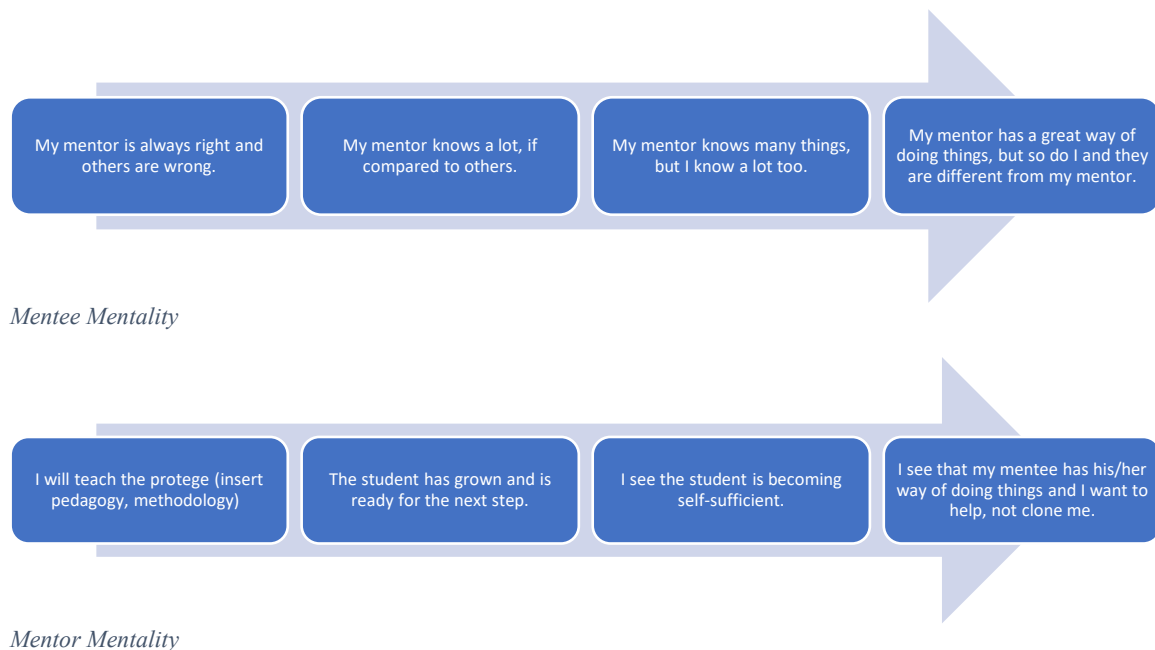 My mentor is always right and
others are wrong.
My mentor knows a lot, if
compared to others.
My mentor knows many things,
but I know a lot too.
My mentor has a great way of
doing things, but so do I and they
are different from my mentor.
Mentee Mentality
I will teach the protege (insert
pedagogy, methodology)
The student has grown and is
ready for the next step.
I see the student is becoming
self-sufficient.
I see that my mentee has his/her
way of doing things and I want to
help, not clone me.
Mentor Mentality